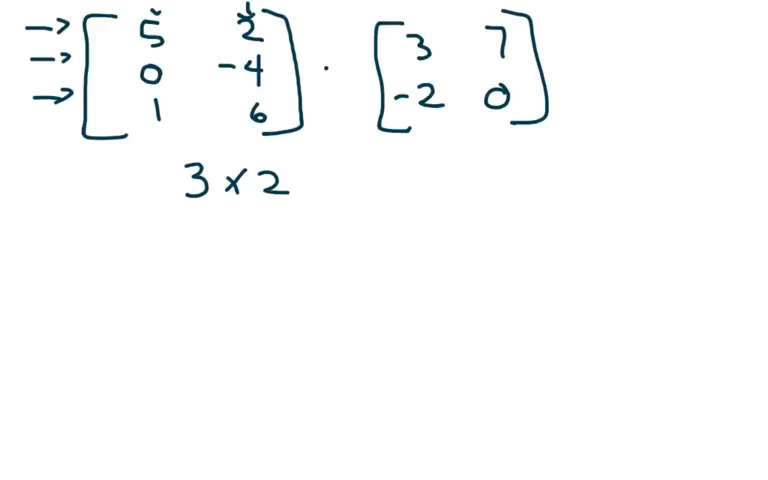 → [ 5 2 ] · [ 3 7 ]
→ [ 0 -4 ] [ -2 0 ]
→ [ 1 6 ]
3 x 2